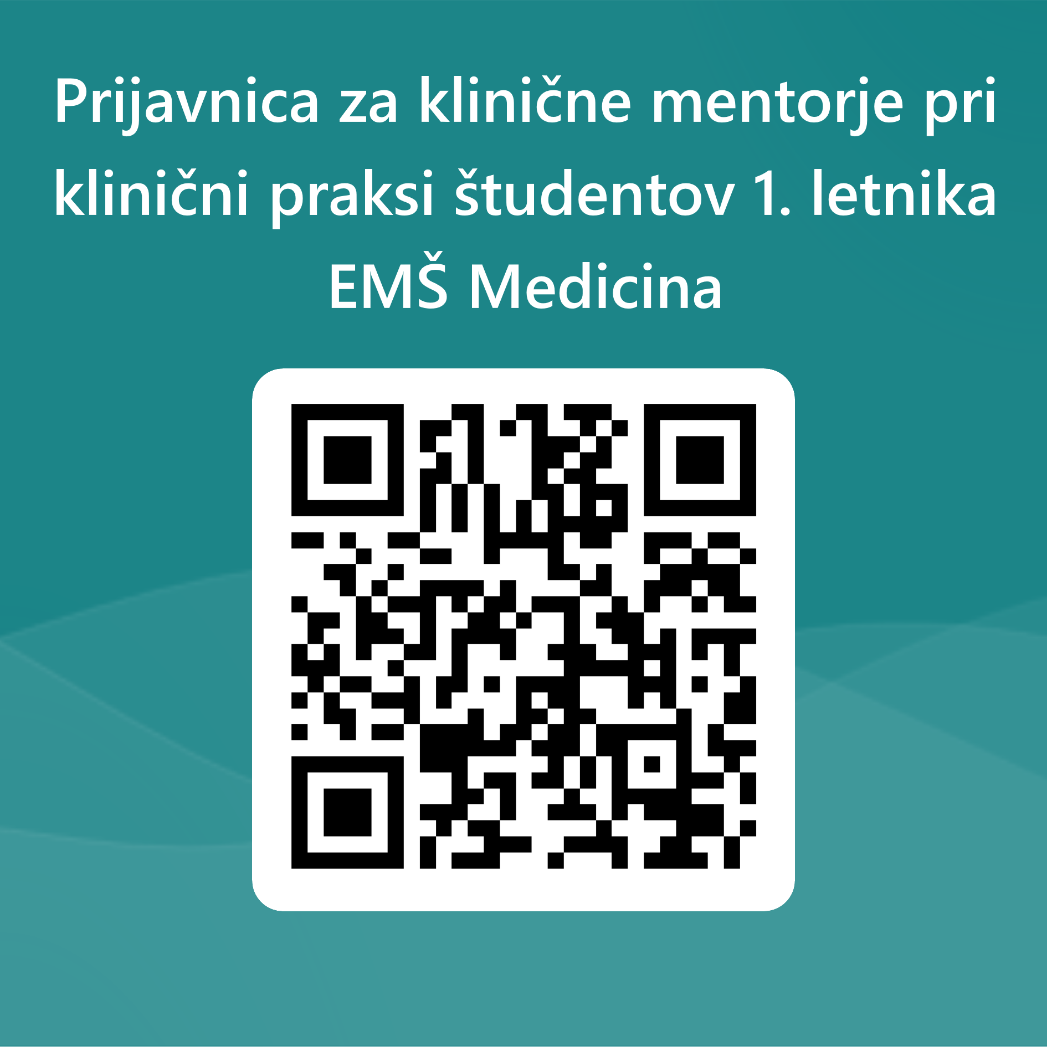 Prijavnica za klinične mentorje pri
klinični praksi študentov 1. letnika
EMŠ Medicina